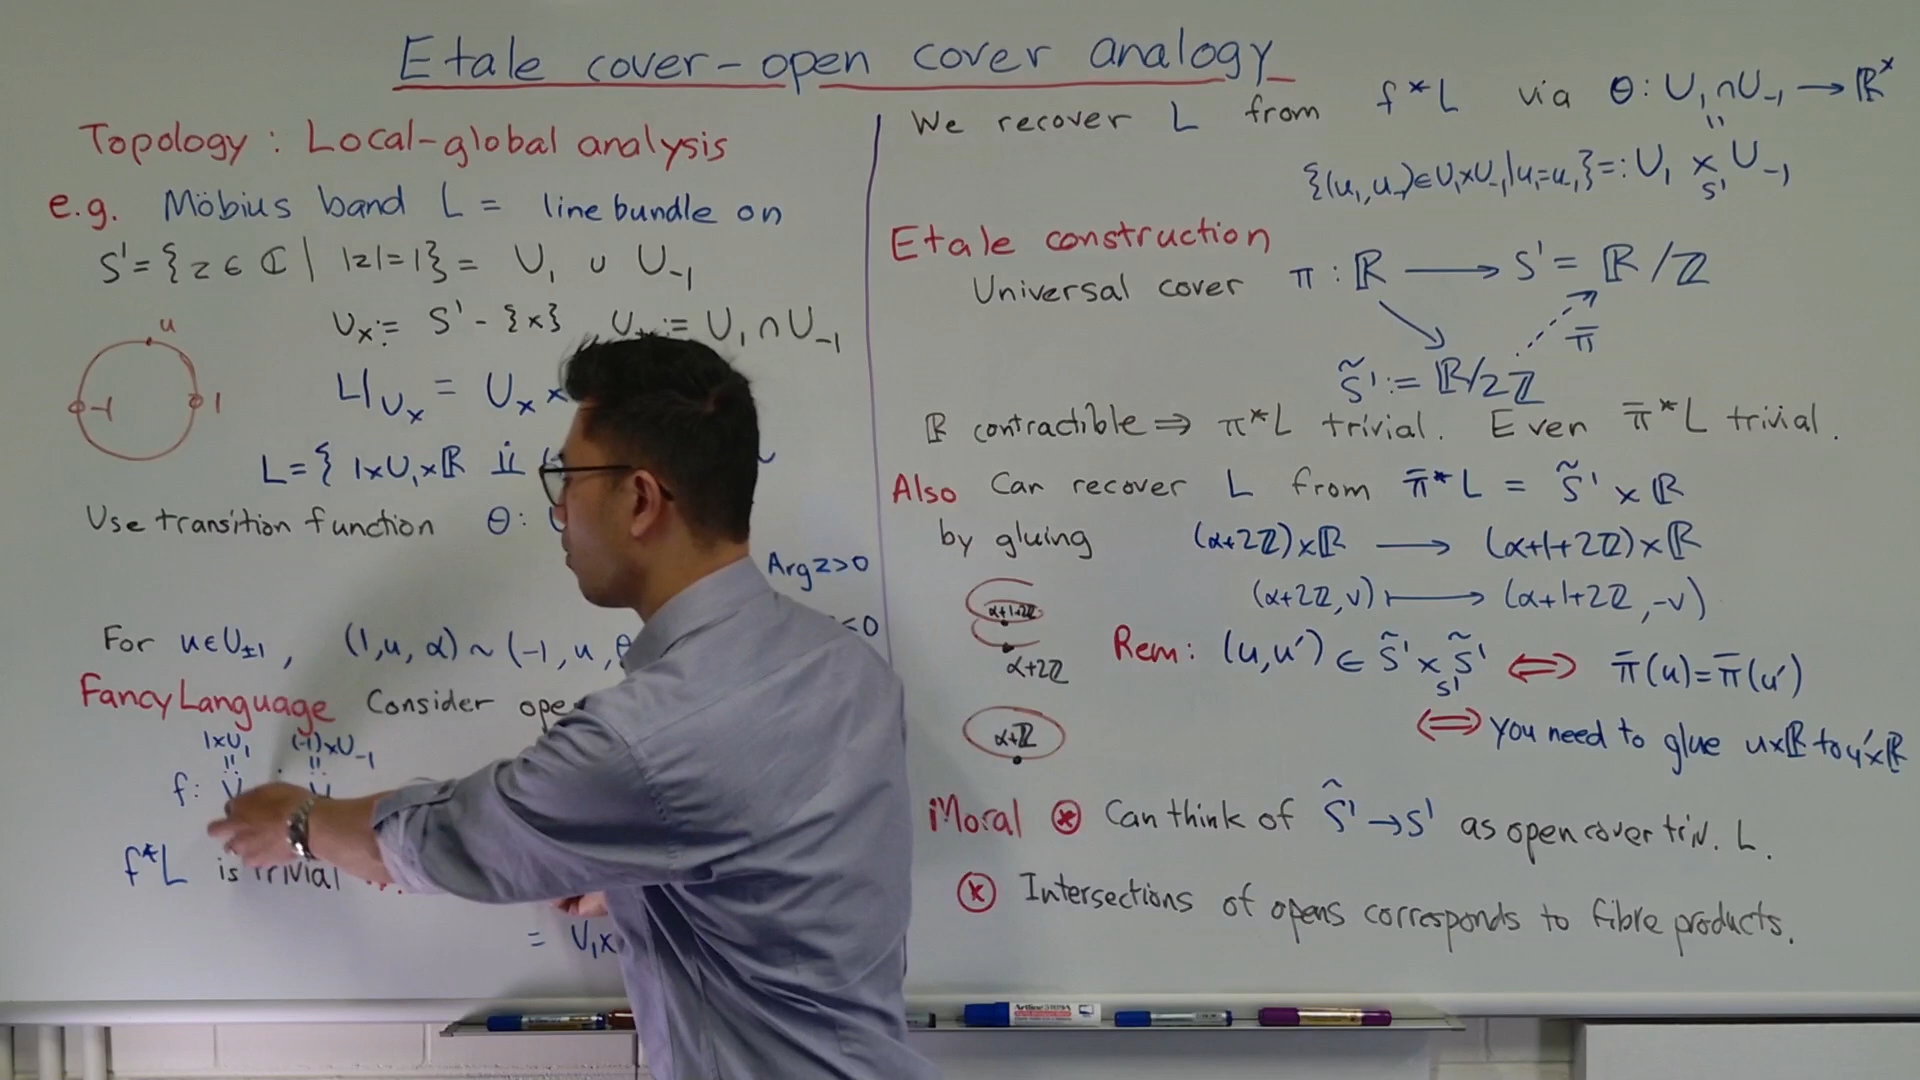 Etale cover-open cover analogy
Topology: Local-global analysis
e.g. Möbius band L = line bundle on
S¹ = {z ∈ ℂ | |z|=1} = U₁ ∪ U₋₁
Uₓ := S¹ - {x} , := U₁ ∩ U₋₁
u
-1
1
L|Uₓ = Uₓ ×
L = { 1×U₁×ℝ ⨿
Use transition function θ:
Arg z>0
<0
For u∈U±₁, (1,u,α) ~ (-1,u,θ
Fancy Language Consider
1×U₁ (-1)×U₋₁
f:
f*L is trivial
= U₁×
We recover L from f*L via θ: U₁∩U₋₁ → ℝˣ
{(u₁,u₋₁)∈U₁×U₋₁|u₁=u₋₁} =: U₁ ×_S¹ U₋₁
Etale construction
Universal cover π: ℝ → S¹ = ℝ/ℤ
π̄
S̃¹ := ℝ/2ℤ
ℝ contractible ⇒ π*L trivial. Even π̄*L trivial.
Also Can recover L from π̄*L = S̃¹ × ℝ
by gluing (α+2ℤ)×ℝ → (α+1+2ℤ)×ℝ
(α+2ℤ,v) ↦ (α+1+2ℤ,-v)
α+1+2ℤ
α+2ℤ
Rem: (u,u′) ∈ S̃¹ ×_S¹ S̃¹ ⇔ π̄(u)=π̄(u′)
⇔ you need to glue u×ℝ to u′×ℝ
α+ℤ
Moral ⊛ Can think of S̃¹→S¹ as open cover triv. L.
⊛ Intersections of opens corresponds to fibre products.